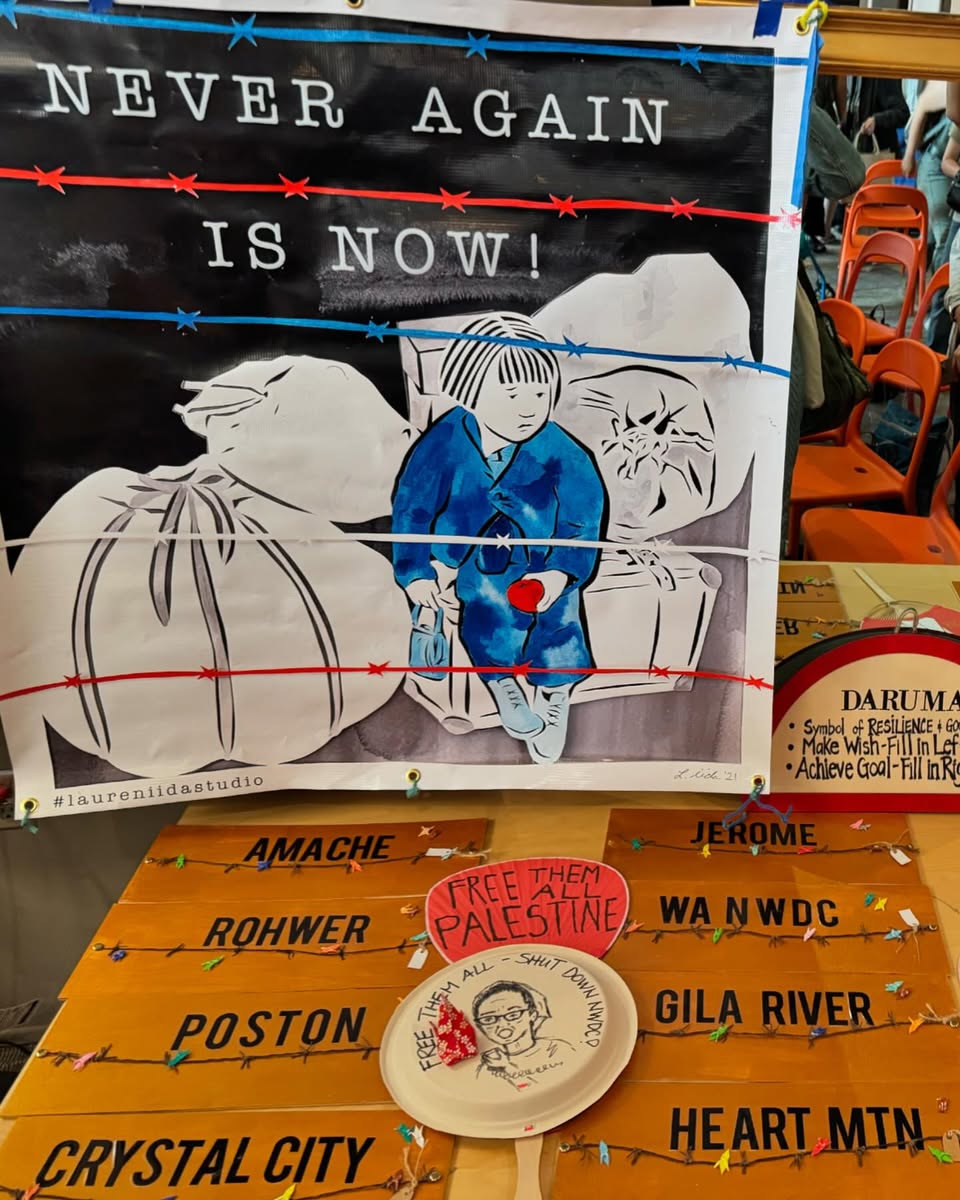 NEVER AGAIN
IS NOW!
#laureniidastudio
L. Iida '21
DARUMA
• Symbol of RESILIENCE &
• Make Wish-Fill in Lef
• Achieve Goal-Fill in Rig
AMACHE
JEROME
FREE THEM
ALL
PALESTINE
ROHWER
WA NWDC
FREE THEM ALL - SHUT DOWN NWDC!
POSTON
GILA RIVER
CRYSTAL CITY
HEART MTN